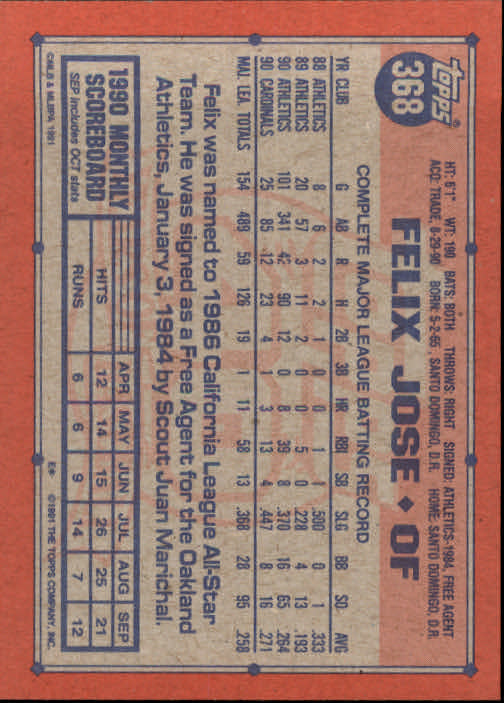 topps®
368
FELIX JOSE ◆ OF
HT: 6'1" WT: 190 BATS: BOTH THROWS: RIGHT SIGNED: ATHLETICS-1984, FREE AGENT
ACQ: TRADE, 8-29-90 BORN: 5-2-65, SANTO DOMINGO, D.R. HOME: SANTO DOMINGO, D.R.
COMPLETE MAJOR LEAGUE BATTING RECORD
YR CLUB G AB R H 2B 3B HR RBI SB SLG BB SO AVG
88 ATHLETICS 8 6 2 2 1 0 0 1 1 .500 0 1 .333
89 ATHLETICS 20 57 3 11 2 0 0 5 0 .228 4 13 .193
90 ATHLETICS 101 341 42 90 12 0 8 39 8 .370 16 65 .264
90 CARDINALS 25 85 12 23 4 1 3 13 4 .447 8 16 .271
MAJ. LEA. TOTALS 154 489 59 126 19 1 11 58 13 .368 28 95 .258
Felix was named to 1986 California League All-Star
Team. He was signed as a Free Agent for the Oakland
Athletics, January 3, 1984 by Scout Juan Marichal.
1990 MONTHLY
SCOREBOARD
SEP includes OCT stats
APR MAY JUN JUL AUG SEP
HITS 12 14 15 26 25 21
RUNS 6 6 9 14 7 12
©MLB & MLBPA 1991
E* ©1991 THE TOPPS COMPANY, INC.